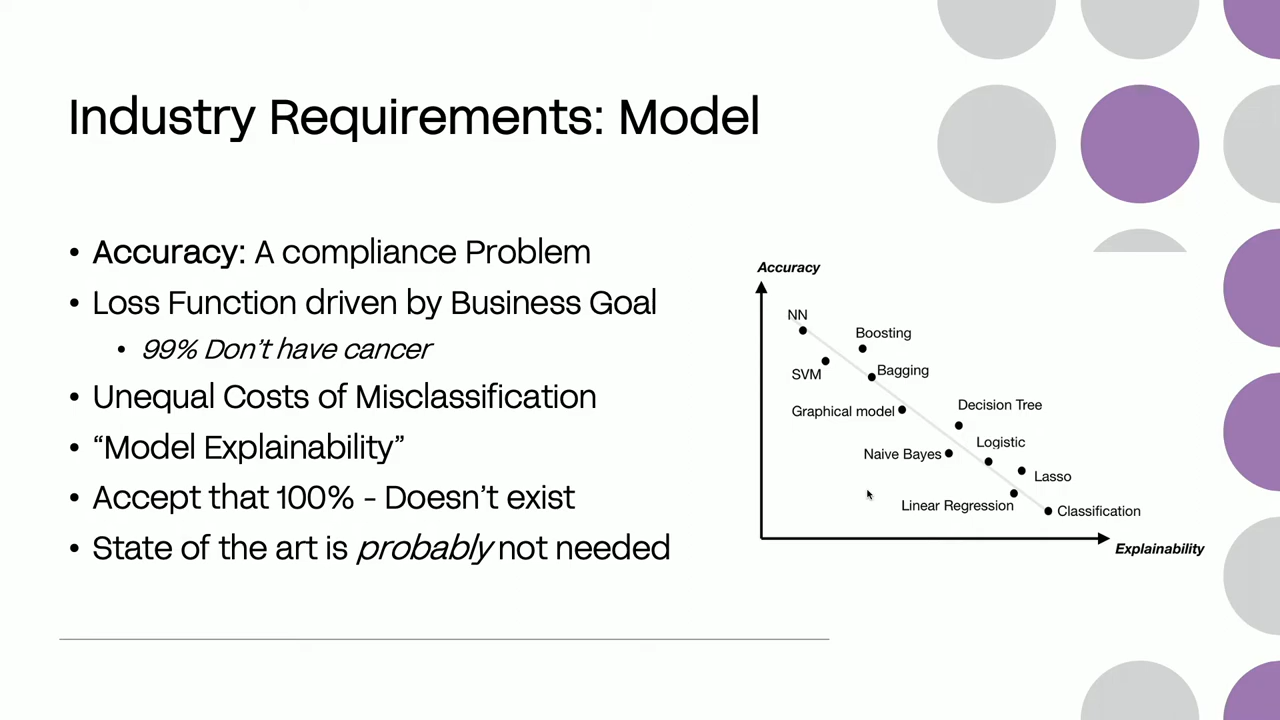 Industry Requirements: Model
• Accuracy: A compliance Problem
• Loss Function driven by Business Goal
• 99% Don't have cancer
• Unequal Costs of Misclassification
• “Model Explainability”
• Accept that 100% - Doesn't exist
• State of the art is probably not needed
Accuracy
NN
Boosting
SVM
Bagging
Graphical model
Decision Tree
Logistic
Naive Bayes
Lasso
Linear Regression
Classification
Explainability